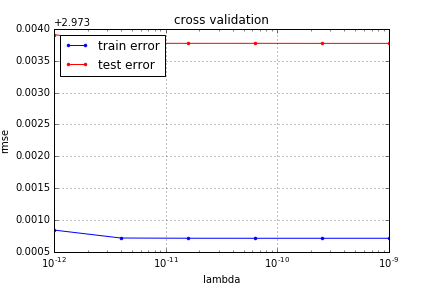 cross validation
+2.973
0.0040
0.0035
0.0030
0.0025
0.0020
0.0015
0.0010
0.0005
rmse
train error
test error
10^-12
10^-11
10^-10
10^-9
lambda